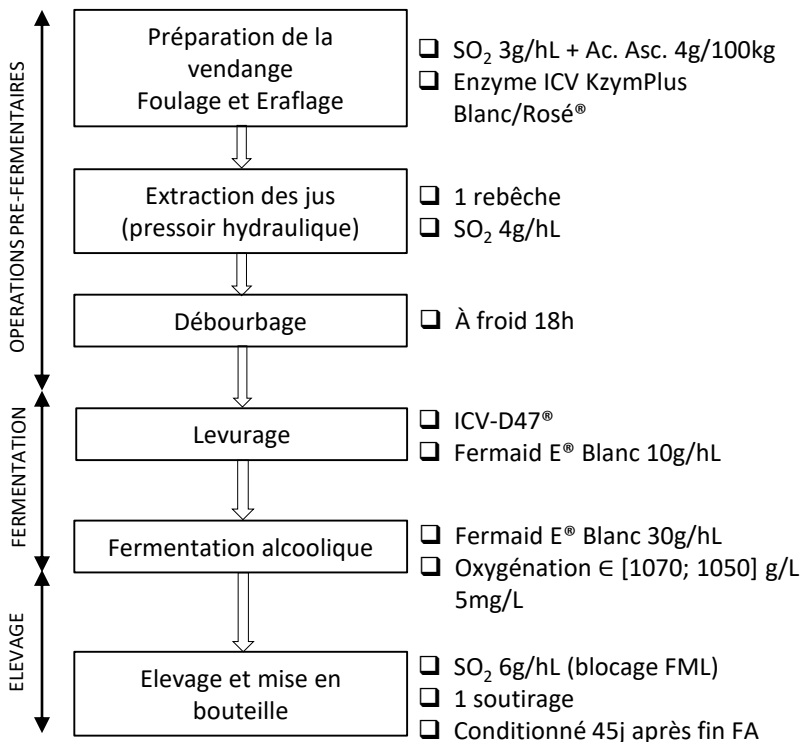 OPERATIONS PRE-FERMENTAIRES
Préparation de la
vendange
Foulage et Eraflage
❑ SO₂ 3g/hL + Ac. Asc. 4g/100kg
❑ Enzyme ICV KzymPlus
Blanc/Rosé®
Extraction des jus
(pressoir hydraulique)
❑ 1 rebêche
❑ SO₂ 4g/hL
Débourbage
❑ À froid 18h
FERMENTATION
Levurage
❑ ICV-D47®
❑ Fermaid E® Blanc 10g/hL
Fermentation alcoolique
❑ Fermaid E® Blanc 30g/hL
❑ Oxygénation ∈ [1070; 1050] g/L
5mg/L
ELEVAGE
Elevage et mise en
bouteille
❑ SO₂ 6g/hL (blocage FML)
❑ 1 soutirage
❑ Conditionné 45j après fin FA